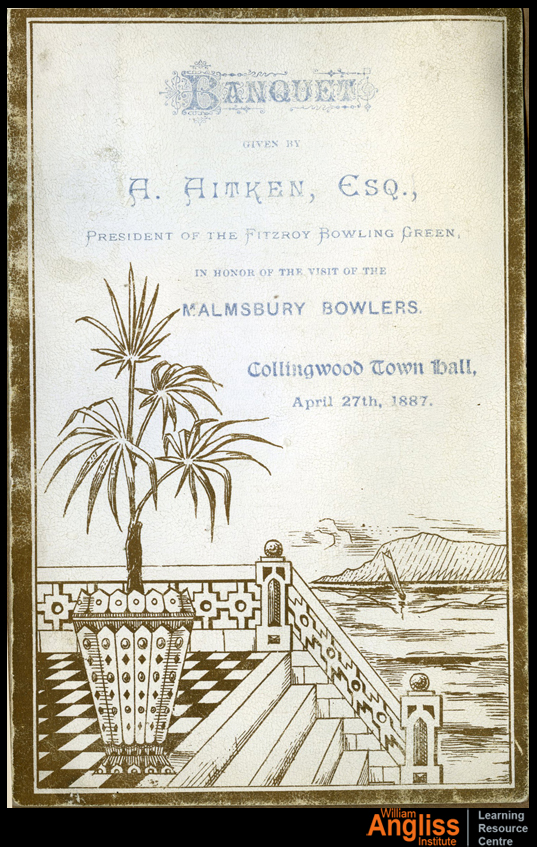 BANQUET
GIVEN BY
A. AITKEN, ESQ.,
PRESIDENT OF THE FITZROY BOWLING GREEN,
IN HONOR OF THE VISIT OF THE
MALMSBURY BOWLERS.
Collingwood Town Hall,
April 27th, 1887.
William
Angliss
Institute
Learning
Resource
Centre